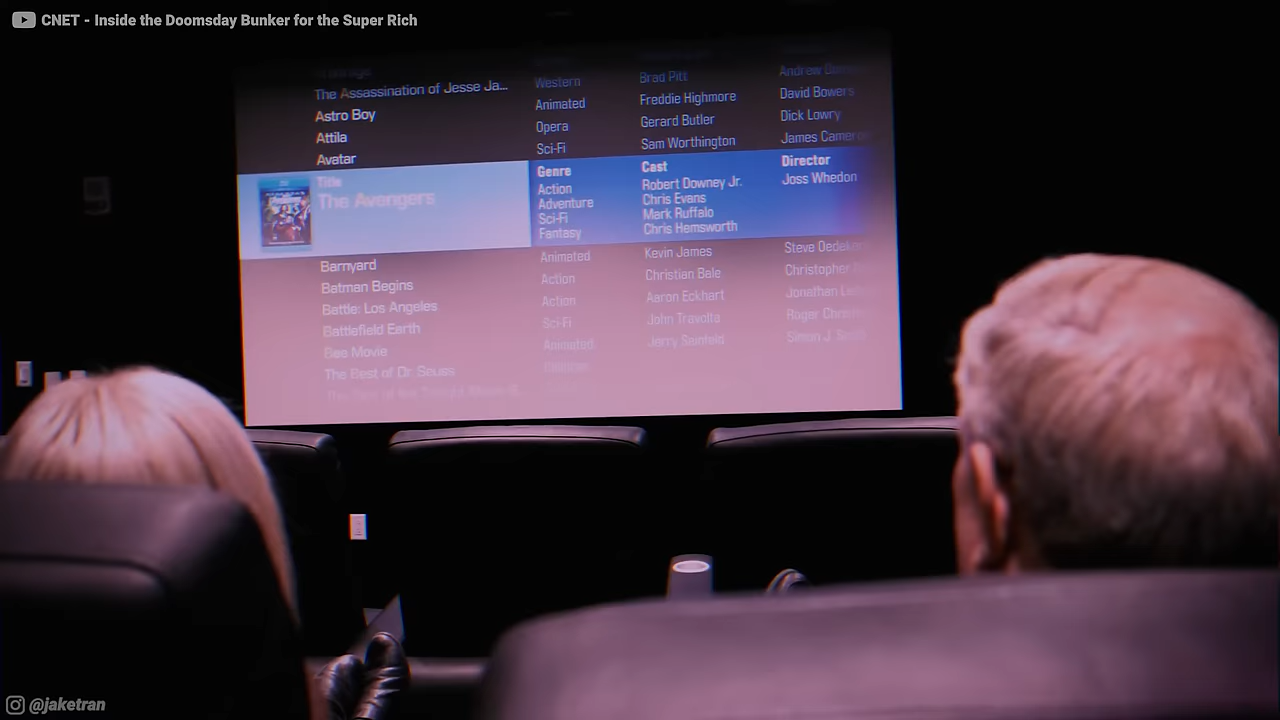 CNET - Inside the Doomsday Bunker for the Super Rich
The Assassination of Jesse Ja... Western Brad Pitt Andrew
Astro Boy Animated Freddie Highmore David Bowers
Attila Opera Gerard Butler Dick Lowry
Avatar Sci-Fi Sam Worthington James Cameron
Title Genre Cast Director
The Avengers Action Robert Downey Jr. Joss Whedon
Adventure Chris Evans
Sci-Fi Mark Ruffalo
Fantasy Chris Hemsworth
Barnyard Animated Kevin James Steve
Batman Begins Action Christian Bale Christopher
Battle: Los Angeles Action Aaron Eckhart Jonathan
Battlefield Earth Sci-Fi John Travolta Roger
Bee Movie Animated Jerry Seinfeld Simon J.
The Best of Dr. Seuss
@jaketran